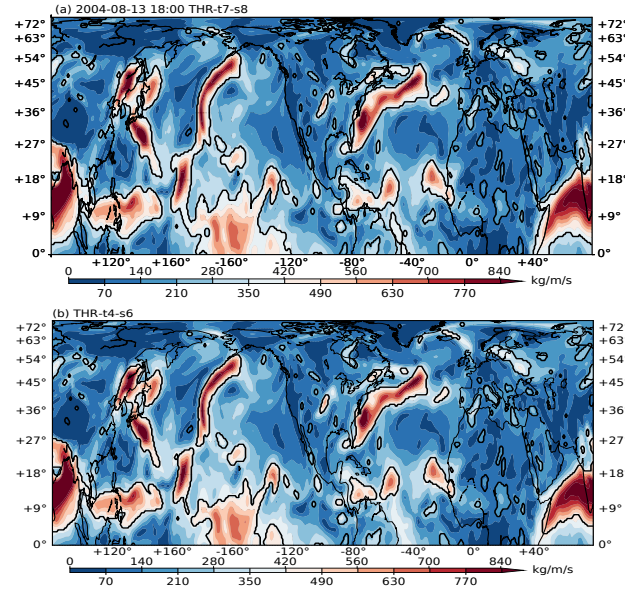 (a) 2004-08-13 18:00 THR-t7-s8
+72° +72°
+63° +63°
+54° +54°
+45° +45°
+36° +36°
+27° +27°
+18° +18°
+9° +9°
0° 0°
+120° +160° -160° -80° -40° 0° +40°
0 140 280 420 560 700 840
kg/m/s
70 210 350 490 630 770
(b) THR-t4-s6
+72° +72
+63 +63
+54 +54
+45° +45
+36 +36
+27 +27
+18 +18
+9° +9°
0° 0°
+120° +160° -160° -80° -40° 0° +40°
0 140 280 420 560 700 840
kg/m/s
70 210 350 490 630 770